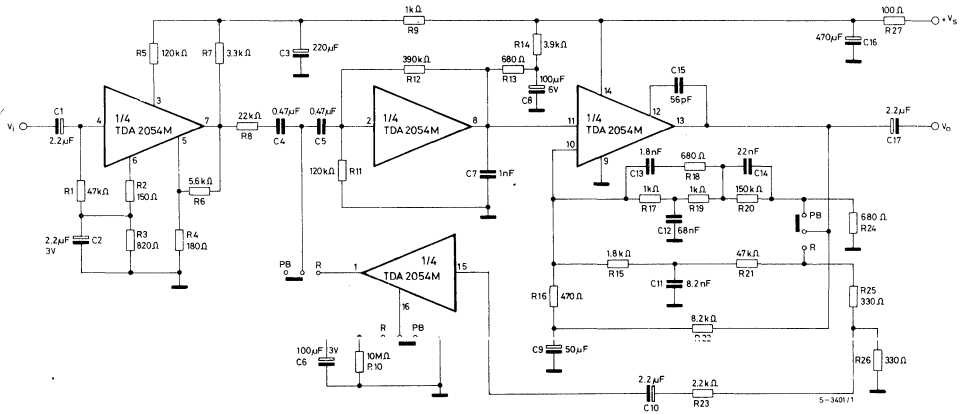 1kΩ
R9
100Ω
R27
+Vs
R5
120kΩ
R7
3.3kΩ
C3
220µF
R14
3.9kΩ
470µF
C16
390kΩ
R12
680Ω
R13
100µF
6V
C8
C15
56pF
C1
2.2µF
Vi
4
3
1/4
TDA 2054M
7
5
6
22kΩ
R8
0.47µF
C4
0.47µF
C5
2
1/4
TDA 2054M
8
11
14
12
1/4
TDA 2054M
13
10
9
2.2µF
C17
Vo
R1
47kΩ
R2
150Ω
5.6kΩ
R6
120kΩ
R11
C7
1nF
1.8nF
C13
680Ω
R18
22nF
C14
1kΩ
R17
1kΩ
R19
150kΩ
R20
C12
68nF
PB
R
680Ω
R24
2.2µF
3V
C2
R3
820Ω
R4
180Ω
PB
R
1
1/4
TDA 2054M
15
16
1.8kΩ
R15
47kΩ
R21
C11
8.2nF
R16
470Ω
R25
330Ω
8.2kΩ
R22
R
PB
100µF
3V
C6
10MΩ
R10
C9
50µF
R26
330Ω
2.2µF
C10
2.2kΩ
R23
S-3401/1